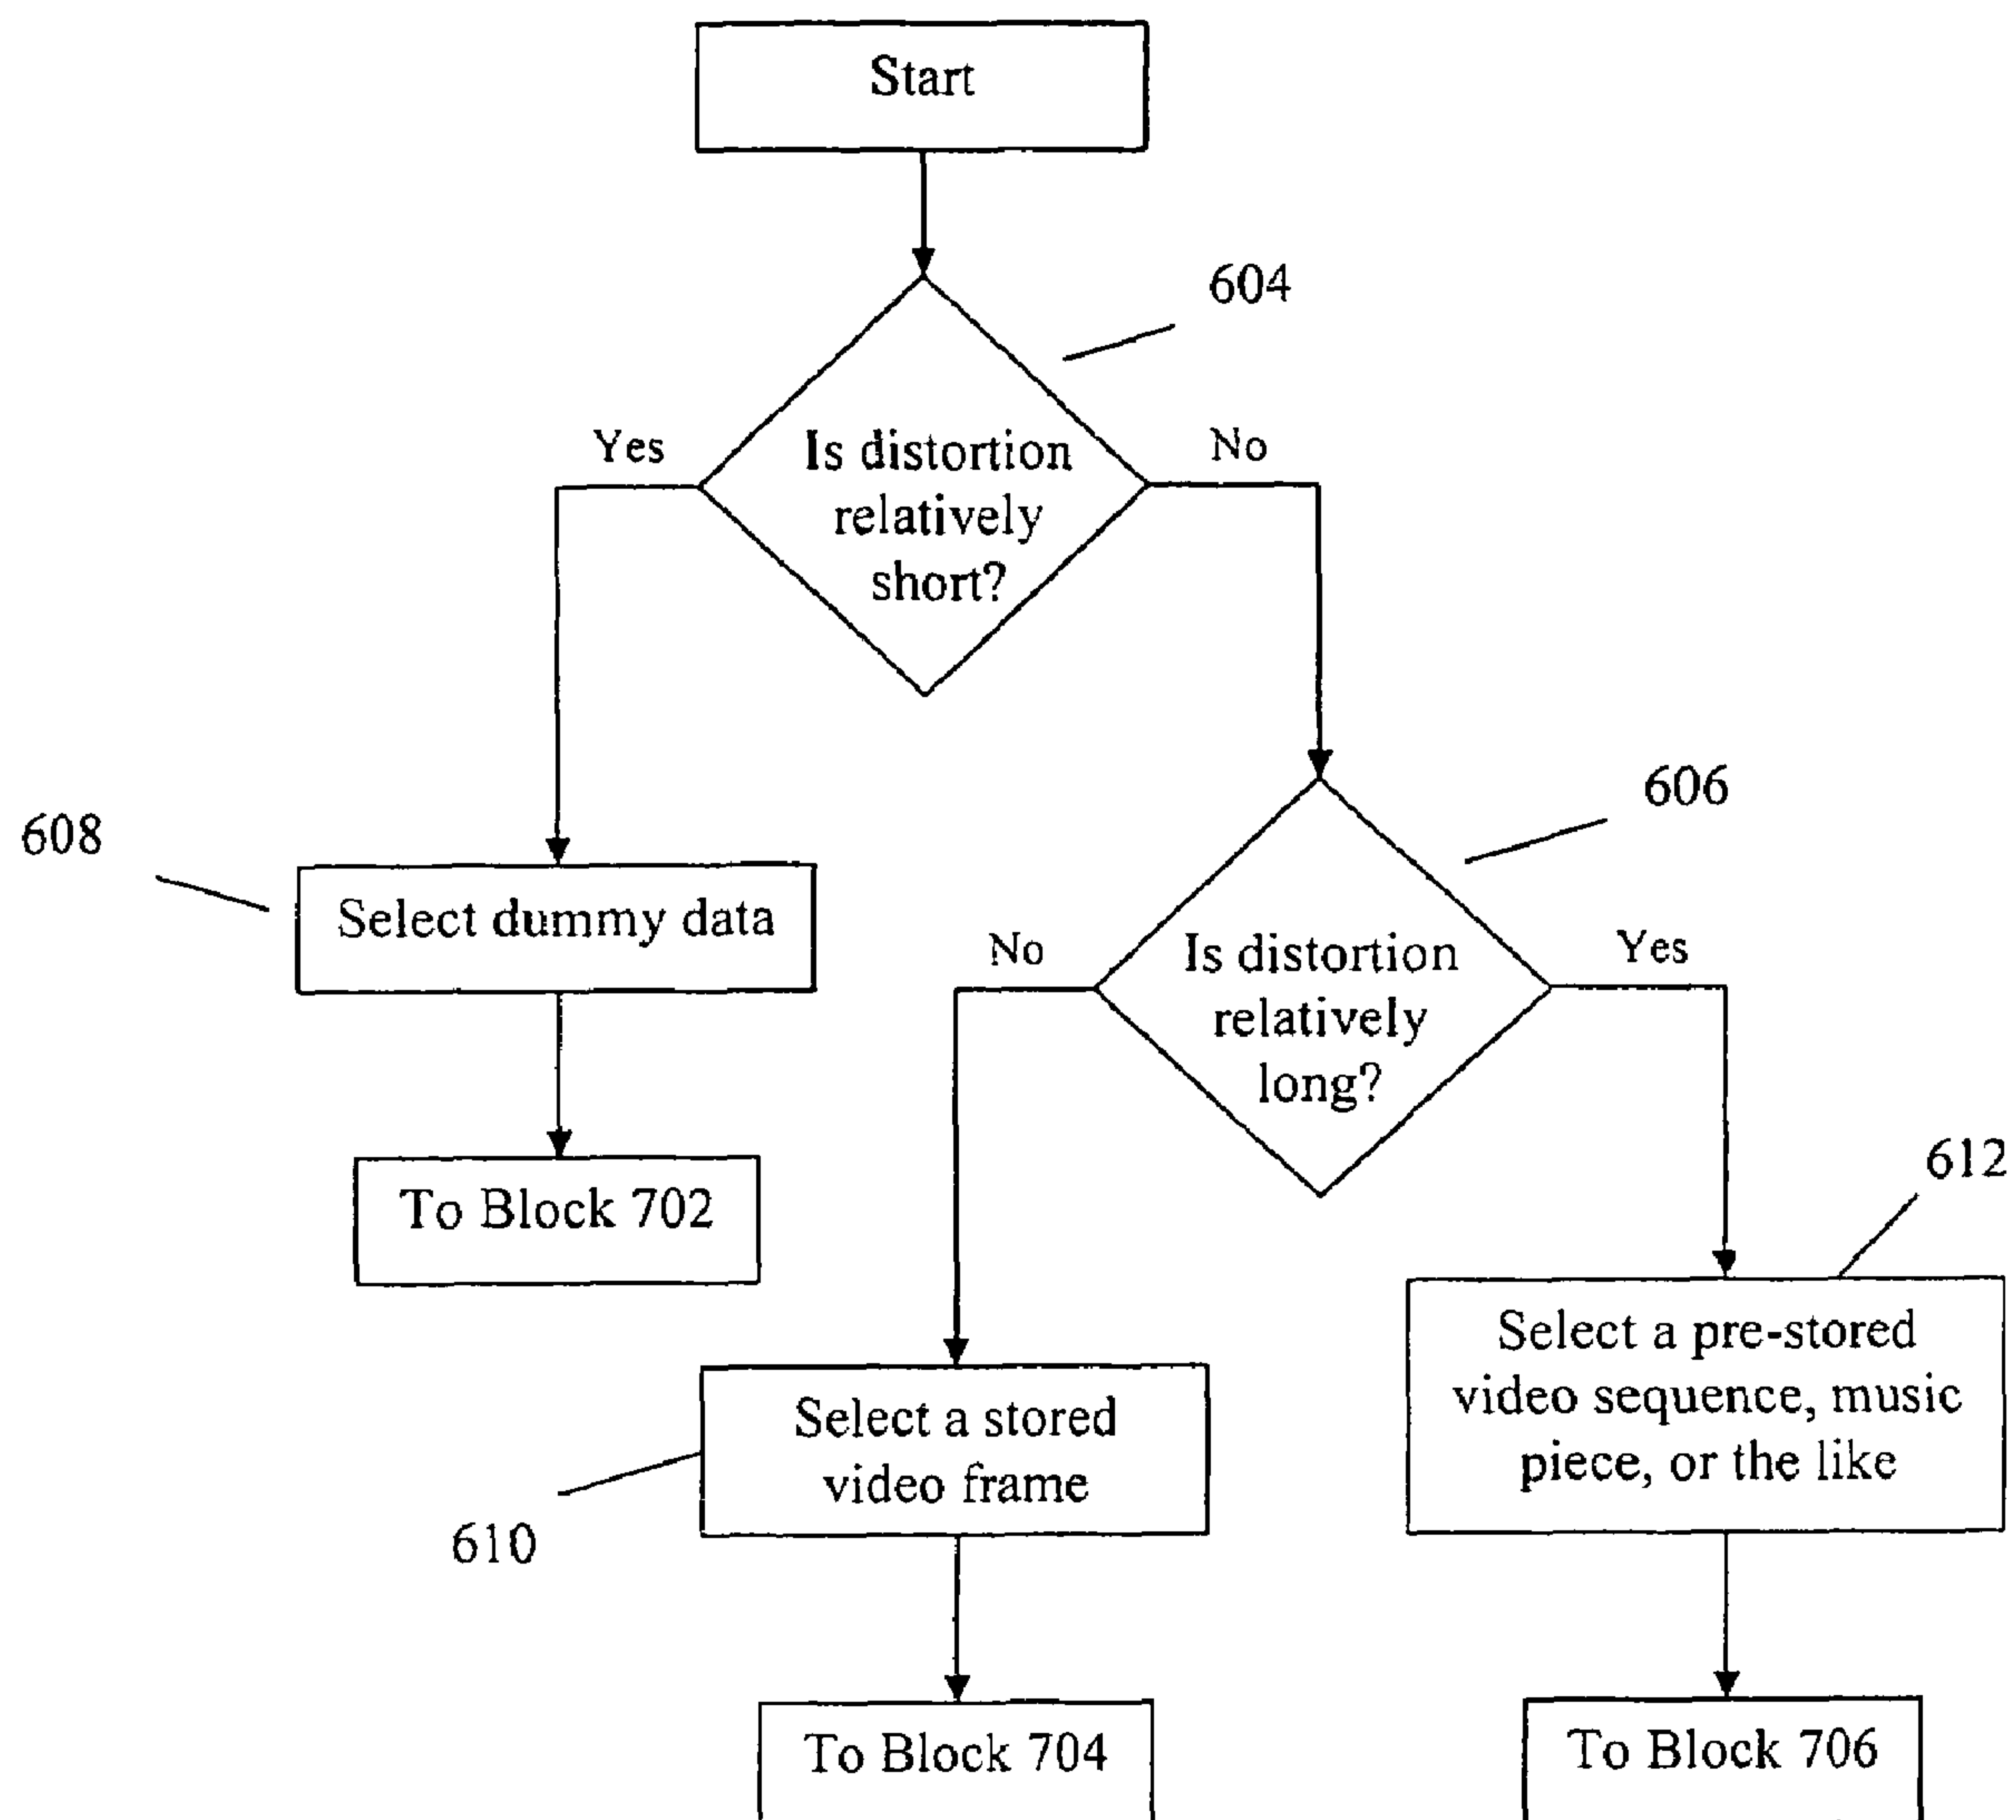 Start
604
Yes
No
Is distortion
relatively
short?
606
608
Select dummy data
No
Yes
Is distortion
relatively
long?
To Block 702
612
Select a stored
video frame
610
Select a pre-stored
video sequence, music
piece, or the like
To Block 704
To Block 706